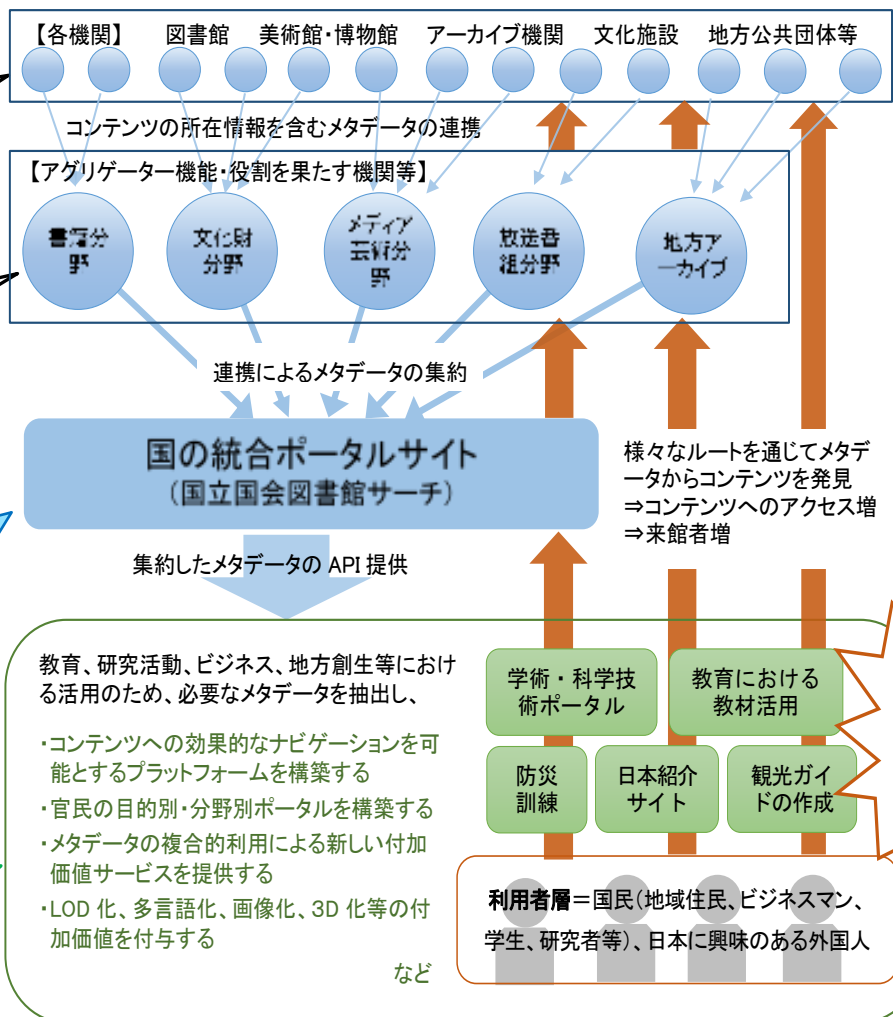 【各機関】 図書館 美術館・博物館 アーカイブ機関 文化施設 地方公共団体等
コンテンツの所在情報を含むメタデータの連携
【アグリゲーター機能・役割を果たす機関等】
書籍分
野
文化財
分野
メディア
芸術分
野
放送番
組分野
地方ア
ーカイブ
連携によるメタデータの集約
国の統合ポータルサイト
（国立国会図書館サーチ）
様々なルートを通じてメタデ
ータからコンテンツを発見
⇒コンテンツへのアクセス増
⇒来館者増
集約したメタデータの API 提供
教育、研究活動、ビジネス、地方創生等におけ
る活用のため、必要なメタデータを抽出し、
・コンテンツへの効果的なナビゲーションを可
能とするプラットフォームを構築する
・官民の目的別・分野別ポータルを構築する
・メタデータの複合的利用による新しい付加
価値サービスを提供する
・LOD 化、多言語化、画像化、3D 化等の付
加価値を付与する
など
学術・科学技
術ポータル
教育における
教材活用
防災
訓練
日本紹介
サイト
観光ガイ
ドの作成
利用者層＝国民（地域住民、ビジネスマン、
学生、研究者等）、日本に興味のある外国人